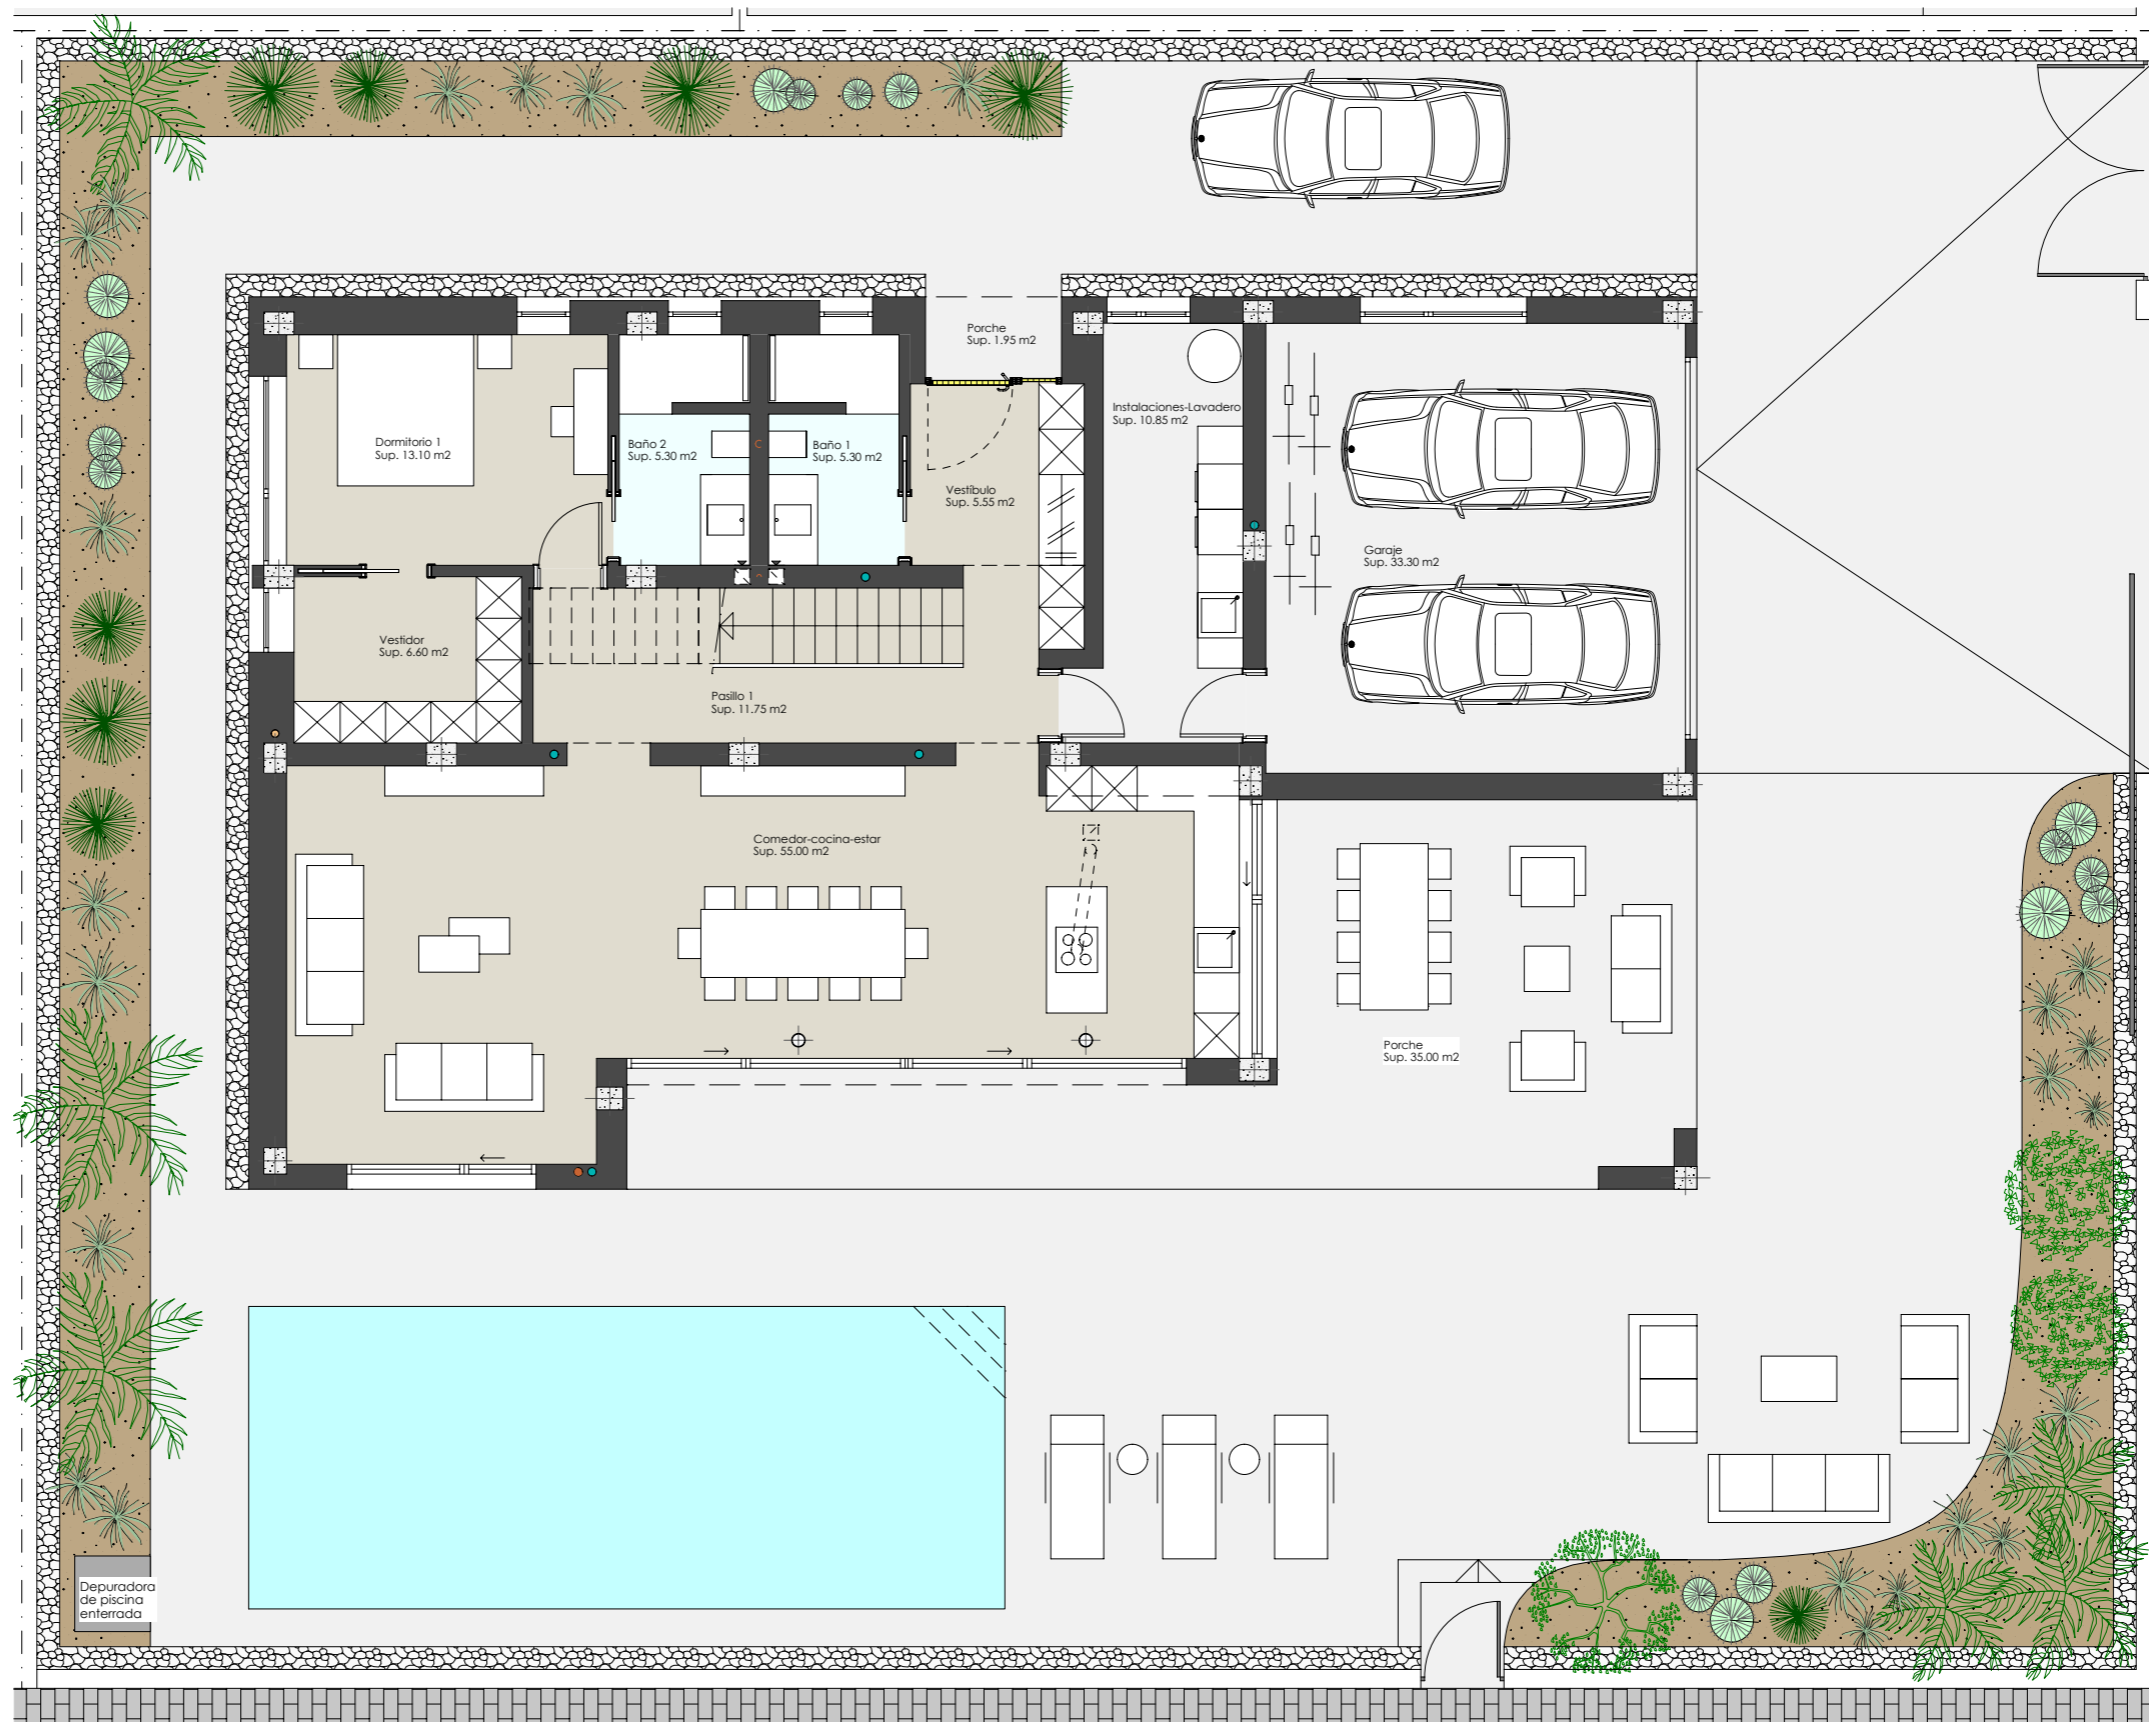 Porche
Sup. 1.95 m2
Instalaciones-Lavadero
Sup. 10.85 m2
Dormitorio 1
Sup. 13.10 m2
Baño 2
Sup. 5.30 m2
Baño 1
Sup. 5.30 m2
Vestíbulo
Sup. 5.55 m2
Garaje
Sup. 33.30 m2
Vestidor
Sup. 6.60 m2
Pasillo 1
Sup. 11.75 m2
Comedor-cocina-estar
Sup. 55.00 m2
Porche
Sup. 35.00 m2
Depuradora
de piscina
enterrada